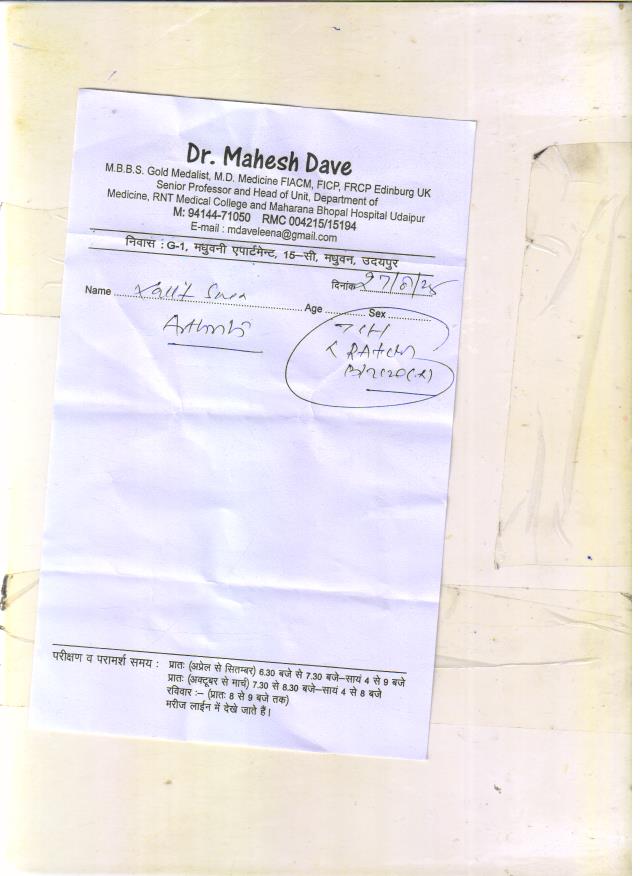 Dr. Mahesh Dave
M.B.B.S. Gold Medalist, M.D. Medicine FIACM, FICP, FRCP Edinburg UK
Senior Professor and Head of Unit, Department of
Medicine, RNT Medical College and Maharana Bhopal Hospital Udaipur
M: 94144-71050 RMC 004215/15194
E-mail : mdaveleena@gmail.com
निवास : G-1, मधुवनी एपार्टमेन्ट, 15–सी, मधुवन, उदयपुर
दिनांक
Name Age Sex
परीक्षण व परामर्श समय : प्रातः (अप्रेल से सितम्बर) 6.30 बजे से 7.30 बजे–सायं 4 से 9 बजे
प्रातः (अक्टूबर से मार्च) 7.30 से 8.30 बजे–सायं 4 से 8 बजे
रविवार :– (प्रातः 8 से 9 बजे तक)
मरीज लाईन में देखे जाते हैं।